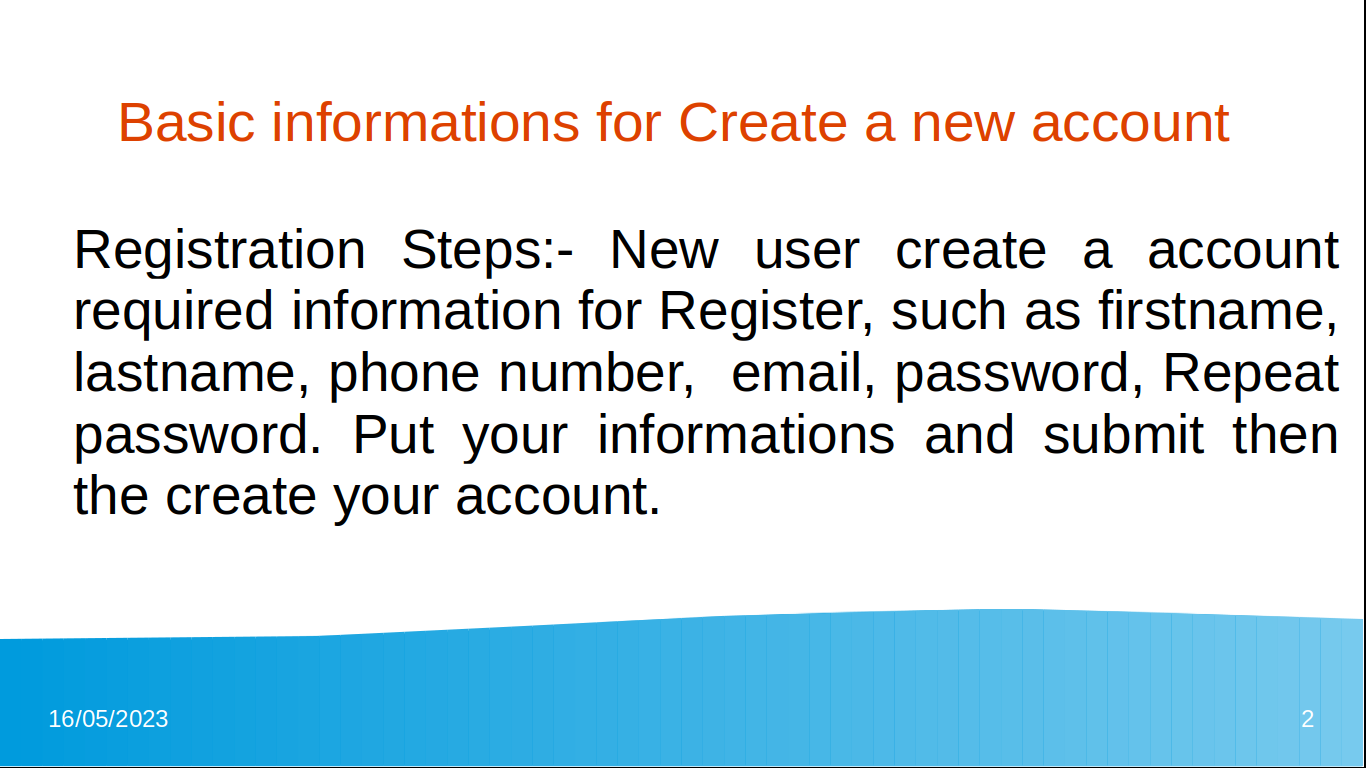 Basic informations for Create a new account
Registration Steps:- New user create a account
required information for Register, such as firstname,
lastname, phone number,  email, password, Repeat
password. Put your informations and submit then
the create your account.
16/05/2023
2